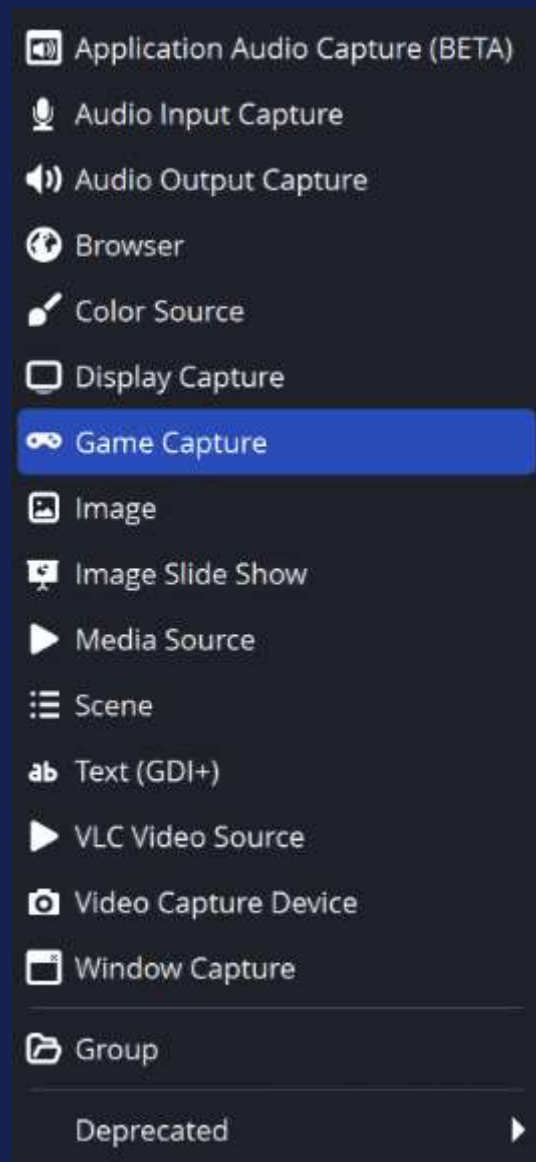 Application Audio Capture (BETA)
Audio Input Capture
Audio Output Capture
Browser
Color Source
Display Capture
Game Capture
Image
Image Slide Show
Media Source
Scene
ab Text (GDI+)
VLC Video Source
Video Capture Device
Window Capture
Group
Deprecated